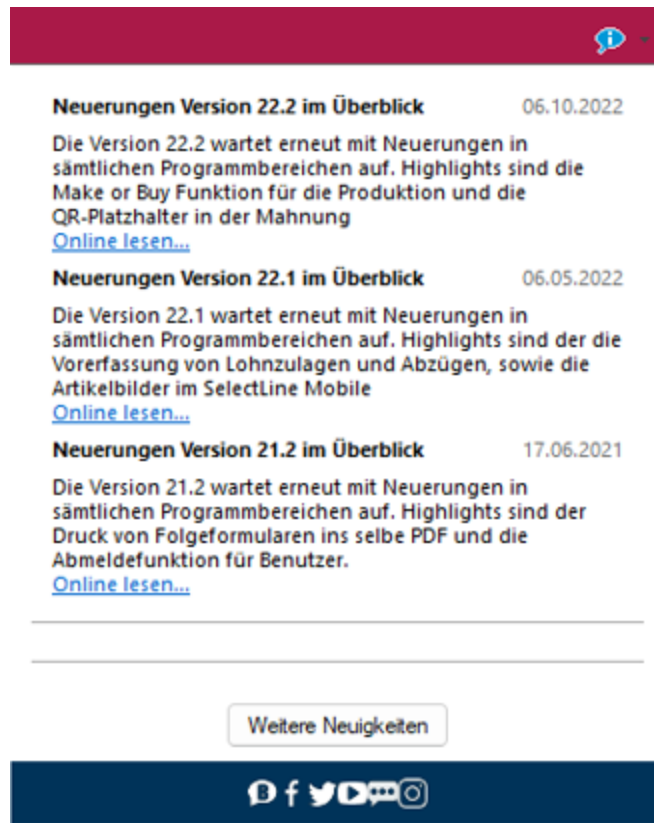 Neuerungen Version 22.2 im Überblick 06.10.2022
Die Version 22.2 wartet erneut mit Neuerungen in
sämtlichen Programmbereichen auf. Highlights sind die
Make or Buy Funktion für die Produktion und die
QR-Platzhalter in der Mahnung
Online lesen...
Neuerungen Version 22.1 im Überblick 06.05.2022
Die Version 22.1 wartet erneut mit Neuerungen in
sämtlichen Programmbereichen auf. Highlights sind der die
Vorerfassung von Lohnzulagen und Abzügen, sowie die
Artikelbilder im SelectLine Mobile
Online lesen...
Neuerungen Version 21.2 im Überblick 17.06.2021
Die Version 21.2 wartet erneut mit Neuerungen in
sämtlichen Programmbereichen auf. Highlights sind der
Druck von Folgeformularen ins selbe PDF und die
Abmeldefunktion für Benutzer.
Online lesen...
Weitere Neuigkeiten